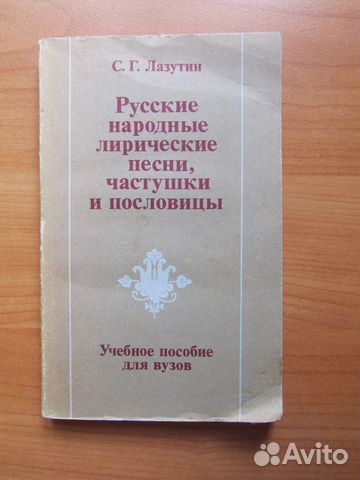 С. Г. Лазутин
Русские
народные
лирические
песни,
частушки
и пословицы
Учебное пособие
для вузов
Avito